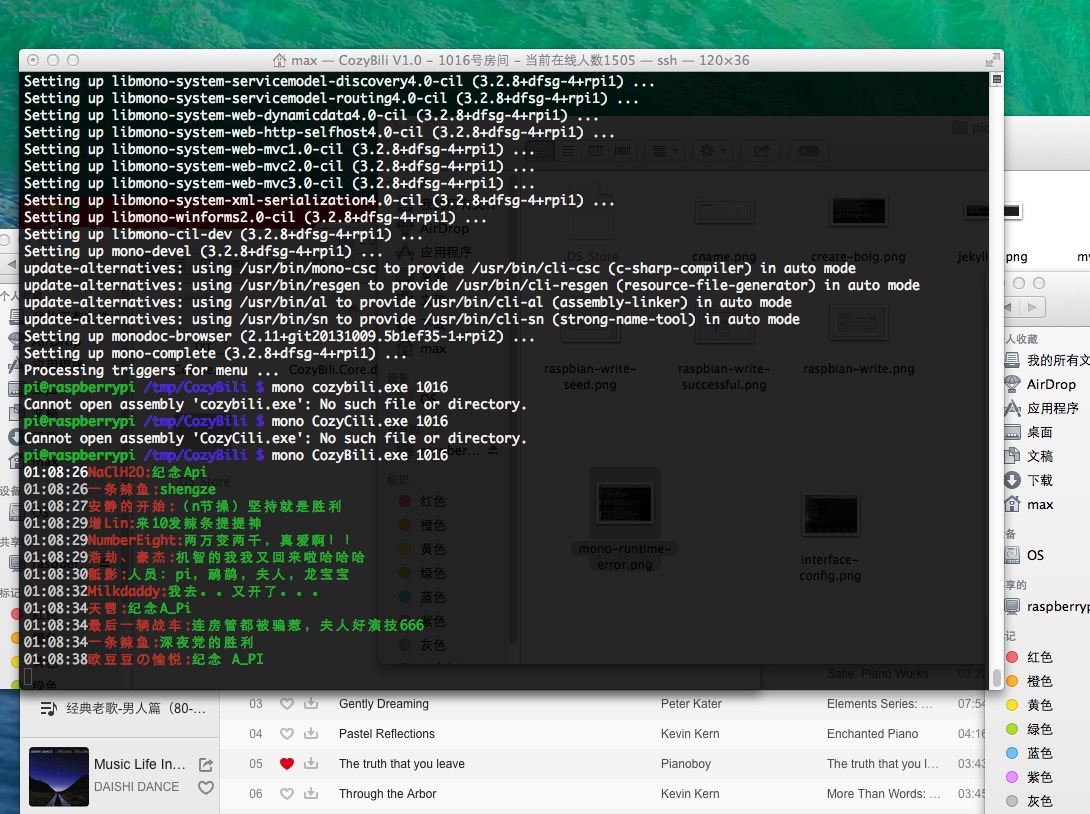 max — CozyBili V1.0 - 1016号房间 - 当前在线人数1505 — ssh — 120×36
Setting up libmono-system-servicemodel-discovery4.0-cil (3.2.8+dfsg-4+rpi1) ...
Setting up libmono-system-servicemodel-routing4.0-cil (3.2.8+dfsg-4+rpi1) ...
Setting up libmono-system-web-dynamicdata4.0-cil (3.2.8+dfsg-4+rpi1) ...
Setting up libmono-system-web-http-selfhost4.0-cil (3.2.8+dfsg-4+rpi1) ...
Setting up libmono-system-web-mvc1.0-cil (3.2.8+dfsg-4+rpi1) ...
Setting up libmono-system-web-mvc2.0-cil (3.2.8+dfsg-4+rpi1) ...
Setting up libmono-system-web-mvc3.0-cil (3.2.8+dfsg-4+rpi1) ...
Setting up libmono-system-xml-serialization4.0-cil (3.2.8+dfsg-4+rpi1) ...
Setting up libmono-winforms2.0-cil (3.2.8+dfsg-4+rpi1) ...
Setting up libmono-cil-dev (3.2.8+dfsg-4+rpi1) ...
Setting up mono-devel (3.2.8+dfsg-4+rpi1) ...
update-alternatives: using /usr/bin/mono-csc to provide /usr/bin/cli-csc (c-sharp-compiler) in auto mode
update-alternatives: using /usr/bin/resgen to provide /usr/bin/cli-resgen (resource-file-generator) in auto mode
update-alternatives: using /usr/bin/al to provide /usr/bin/cli-al (assembly-linker) in auto mode
update-alternatives: using /usr/bin/sn to provide /usr/bin/cli-sn (strong-name-tool) in auto mode
Setting up monodoc-browser (2.11+git20131009.5b1ef35-1+rpi2) ...
Setting up mono-complete (3.2.8+dfsg-4+rpi1) ...
Processing triggers for menu ...
pi@raspberrypi /tmp/CozyBili $ mono cozybili.exe 1016
Cannot open assembly 'cozybili.exe': No such file or directory.
pi@raspberrypi /tmp/CozyBili $ mono CozyCili.exe 1016
Cannot open assembly 'CozyCili.exe': No such file or directory.
pi@raspberrypi /tmp/CozyBili $ mono CozyBili.exe 1016
01:08:26NaClH2O:纪念Api
01:08:26一条辣鱼:shengze
01:08:27安静的开始:（n节操）坚持就是胜利
01:08:29增Lin:来10发辣条提提神
01:08:29NumberEight:两万变两千，真爱啊！！
01:08:29浩劫、豪杰:机智的我我又回来啦哈哈哈
01:08:30骶影:人员: pi, 鹂鹋, 夫人, 龙宝宝
01:08:32Milkdaddy:我去。。又开了。。。
01:08:34天雪:纪念A_Pi
01:08:34最后一辆战车:连房管都被骗惹，夫人好演技666
01:08:34一条辣鱼:深夜党的胜利
01:08:38欧豆豆の愉悦:纪念 A_PI
AirDrop
应用程序
max
CozyBili.Core.d
DS_Store
cname.png
create-bolg.png
raspbian-write-seed.png
raspbian-write-successful.png
raspbian-write.png
mono-runtime-error.png
interface-config.png
标记
红色
橙色
黄色
绿色
蓝色
紫色
灰色
我的所有文
AirDrop
应用程序
桌面
文稿
下载
max
OS
raspberryp
红色
橙色
黄色
绿色
蓝色
紫色
灰色
Satie: Piano Works 03:22
经典老歌-男人篇（80-...
03 Gently Dreaming Peter Kater Elements Series: ... 07:54
04 Pastel Reflections Kevin Kern Enchanted Piano 04:16
05 The truth that you leave Pianoboy The truth that you l... 03:43
06 Through the Arbor Kevin Kern More Than Words: ... 03:45
Music Life In...
DAISHI DANCE